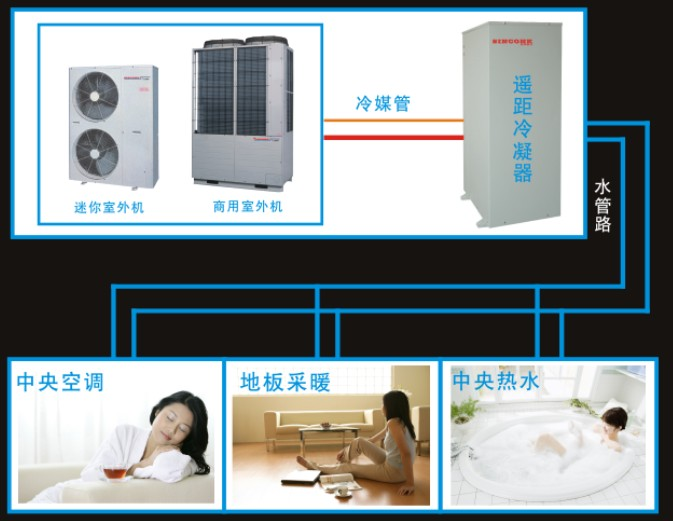 冷媒管
遥距冷凝器
迷你室外机
商用室外机
水管路
中央空调
地板采暖
中央热水